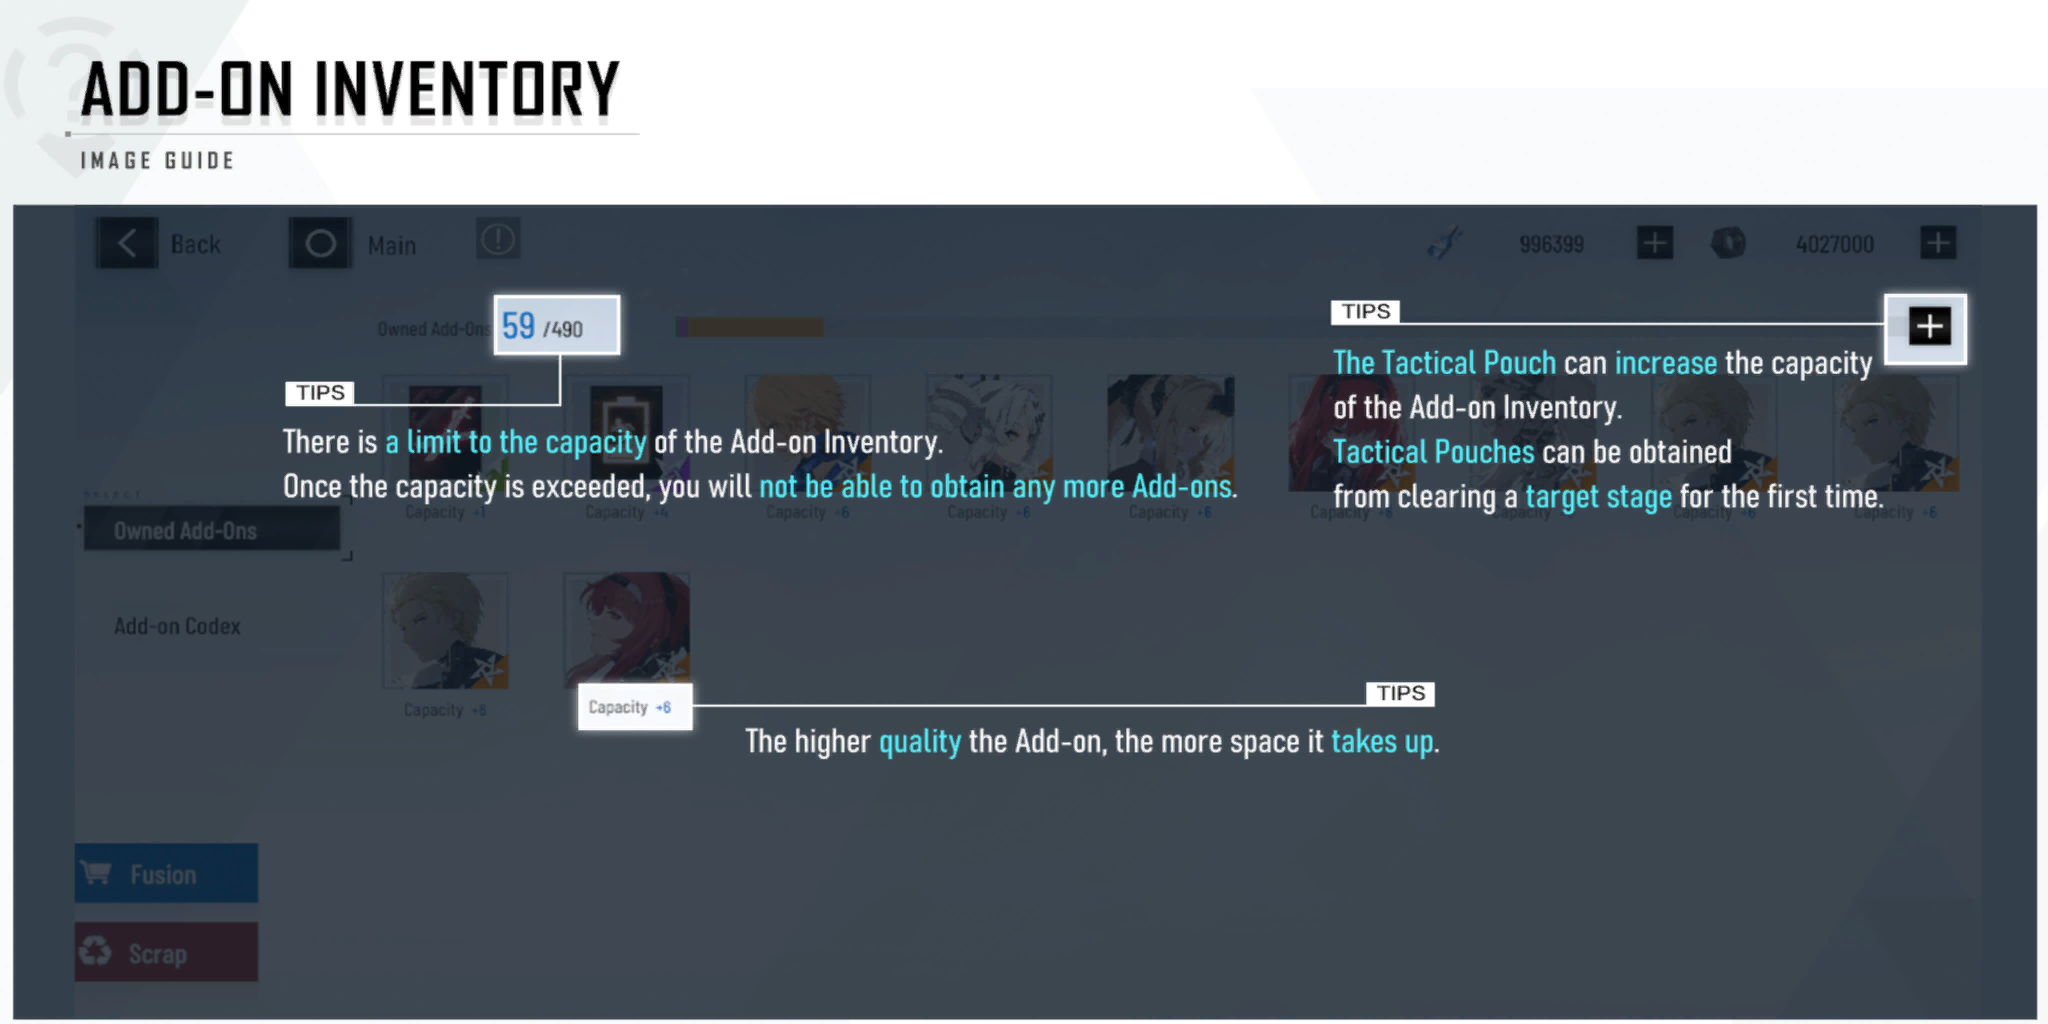 ADD-ON INVENTORY
IMAGE GUIDE
Back
Main
996399
4027000
Owned Add-Ons
59 /490
TIPS
There is a limit to the capacity of the Add-on Inventory.
Once the capacity is exceeded, you will not be able to obtain any more Add-ons.
TIPS
The Tactical Pouch can increase the capacity
of the Add-on Inventory.
Tactical Pouches can be obtained
from clearing a target stage for the first time.
Capacity +1
Capacity +4
Capacity +6
Capacity +6
Capacity +6
Capacity +6
Capacity
Capacity +6
Capacity +6
SELECT
Owned Add-Ons
Add-on Codex
Capacity +6
Capacity +6
TIPS
The higher quality the Add-on, the more space it takes up.
Fusion
Scrap